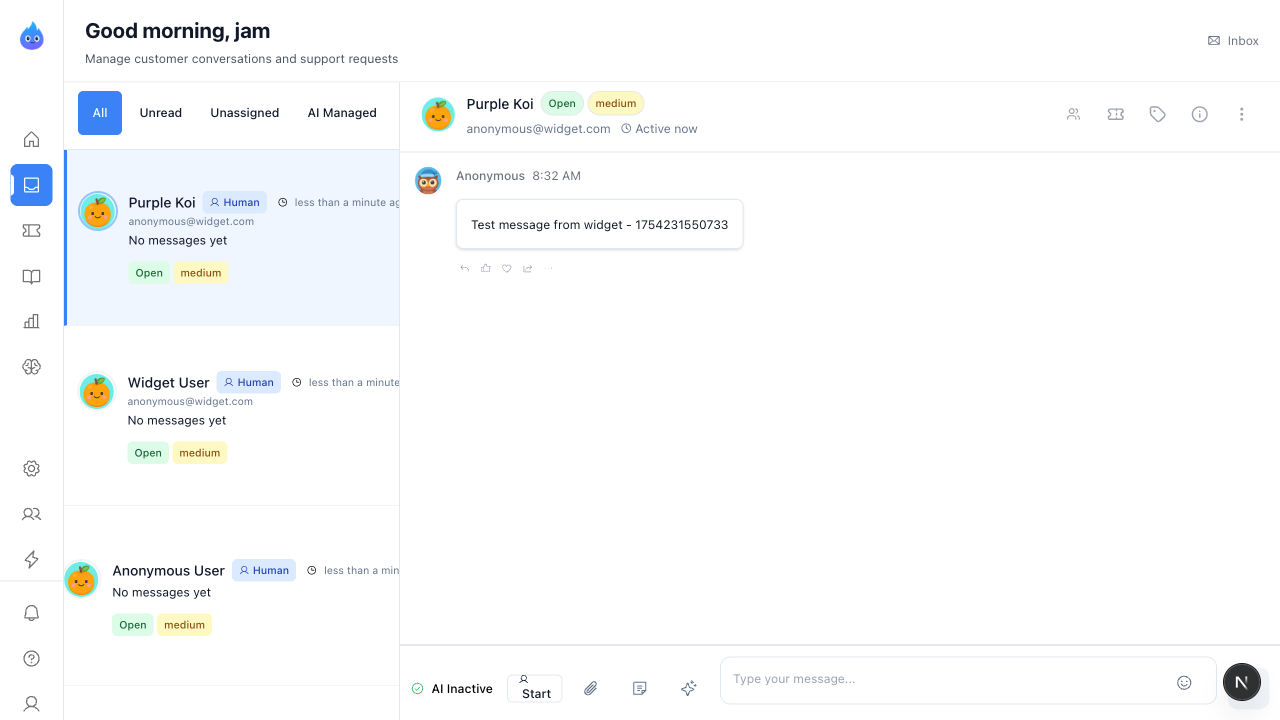 Good morning, jam
Manage customer conversations and support requests
Inbox
All
Unread
Unassigned
AI Managed
Purple Koi
Human
less than a minute ag
anonymous@widget.com
No messages yet
Open
medium
Widget User
Human
less than a minute
anonymous@widget.com
No messages yet
Open
medium
Anonymous User
Human
less than a min
No messages yet
Open
medium
Purple Koi
Open
medium
anonymous@widget.com
Active now
Anonymous
8:32 AM
Test message from widget - 1754231550733
AI Inactive
Start
Type your message...
N